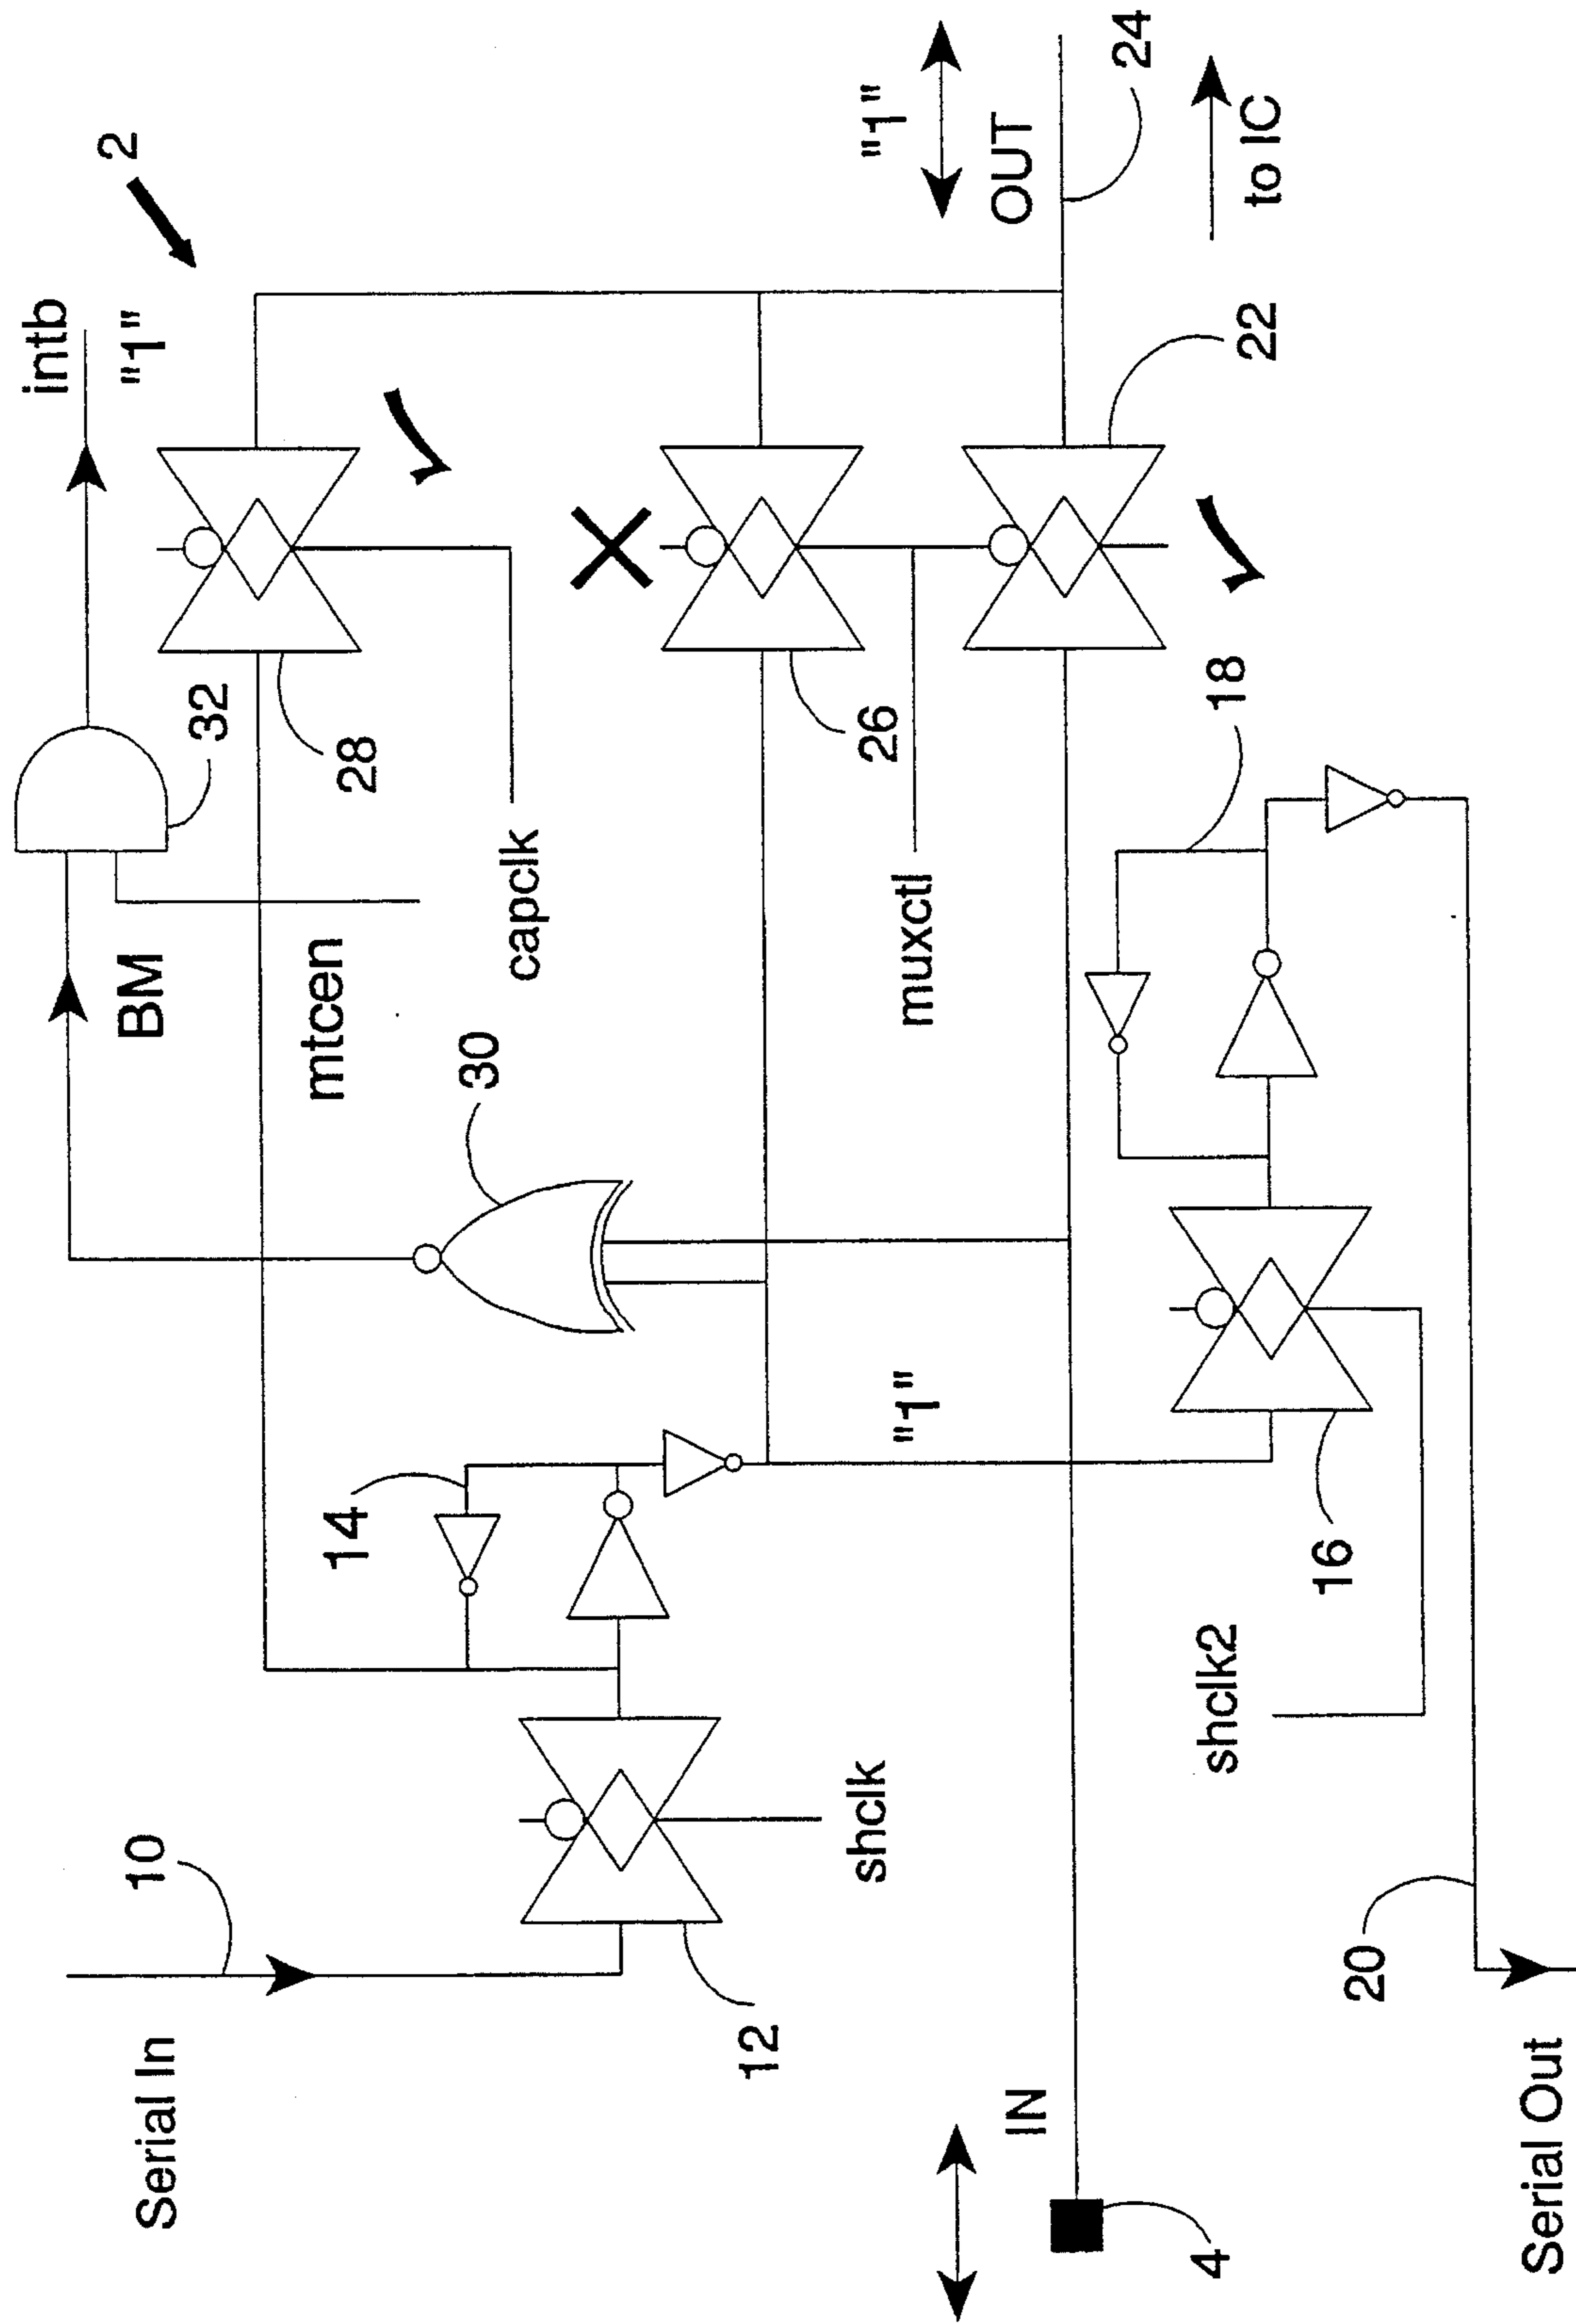 2
intb
"1"
32
28
BM
mtcen
capclk
30
"1"
OUT
24
to IC
22
26
muxctl
18
14
"1"
16
shclk2
10
Serial In
12
shclk
IN
4
20
Serial Out